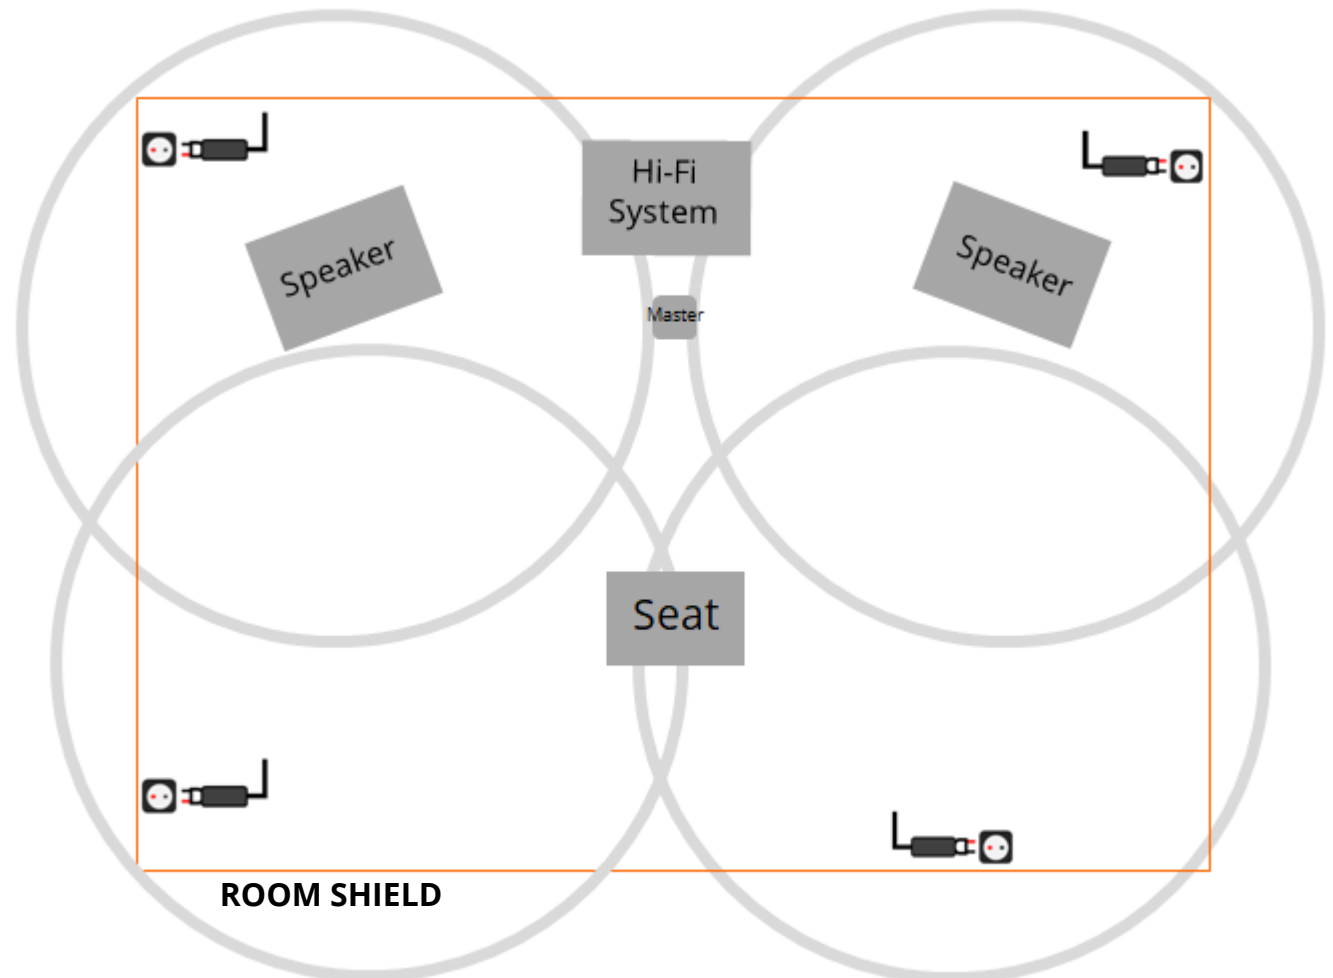 Hi-Fi
System
Speaker
Speaker
Master
Seat
ROOM SHIELD